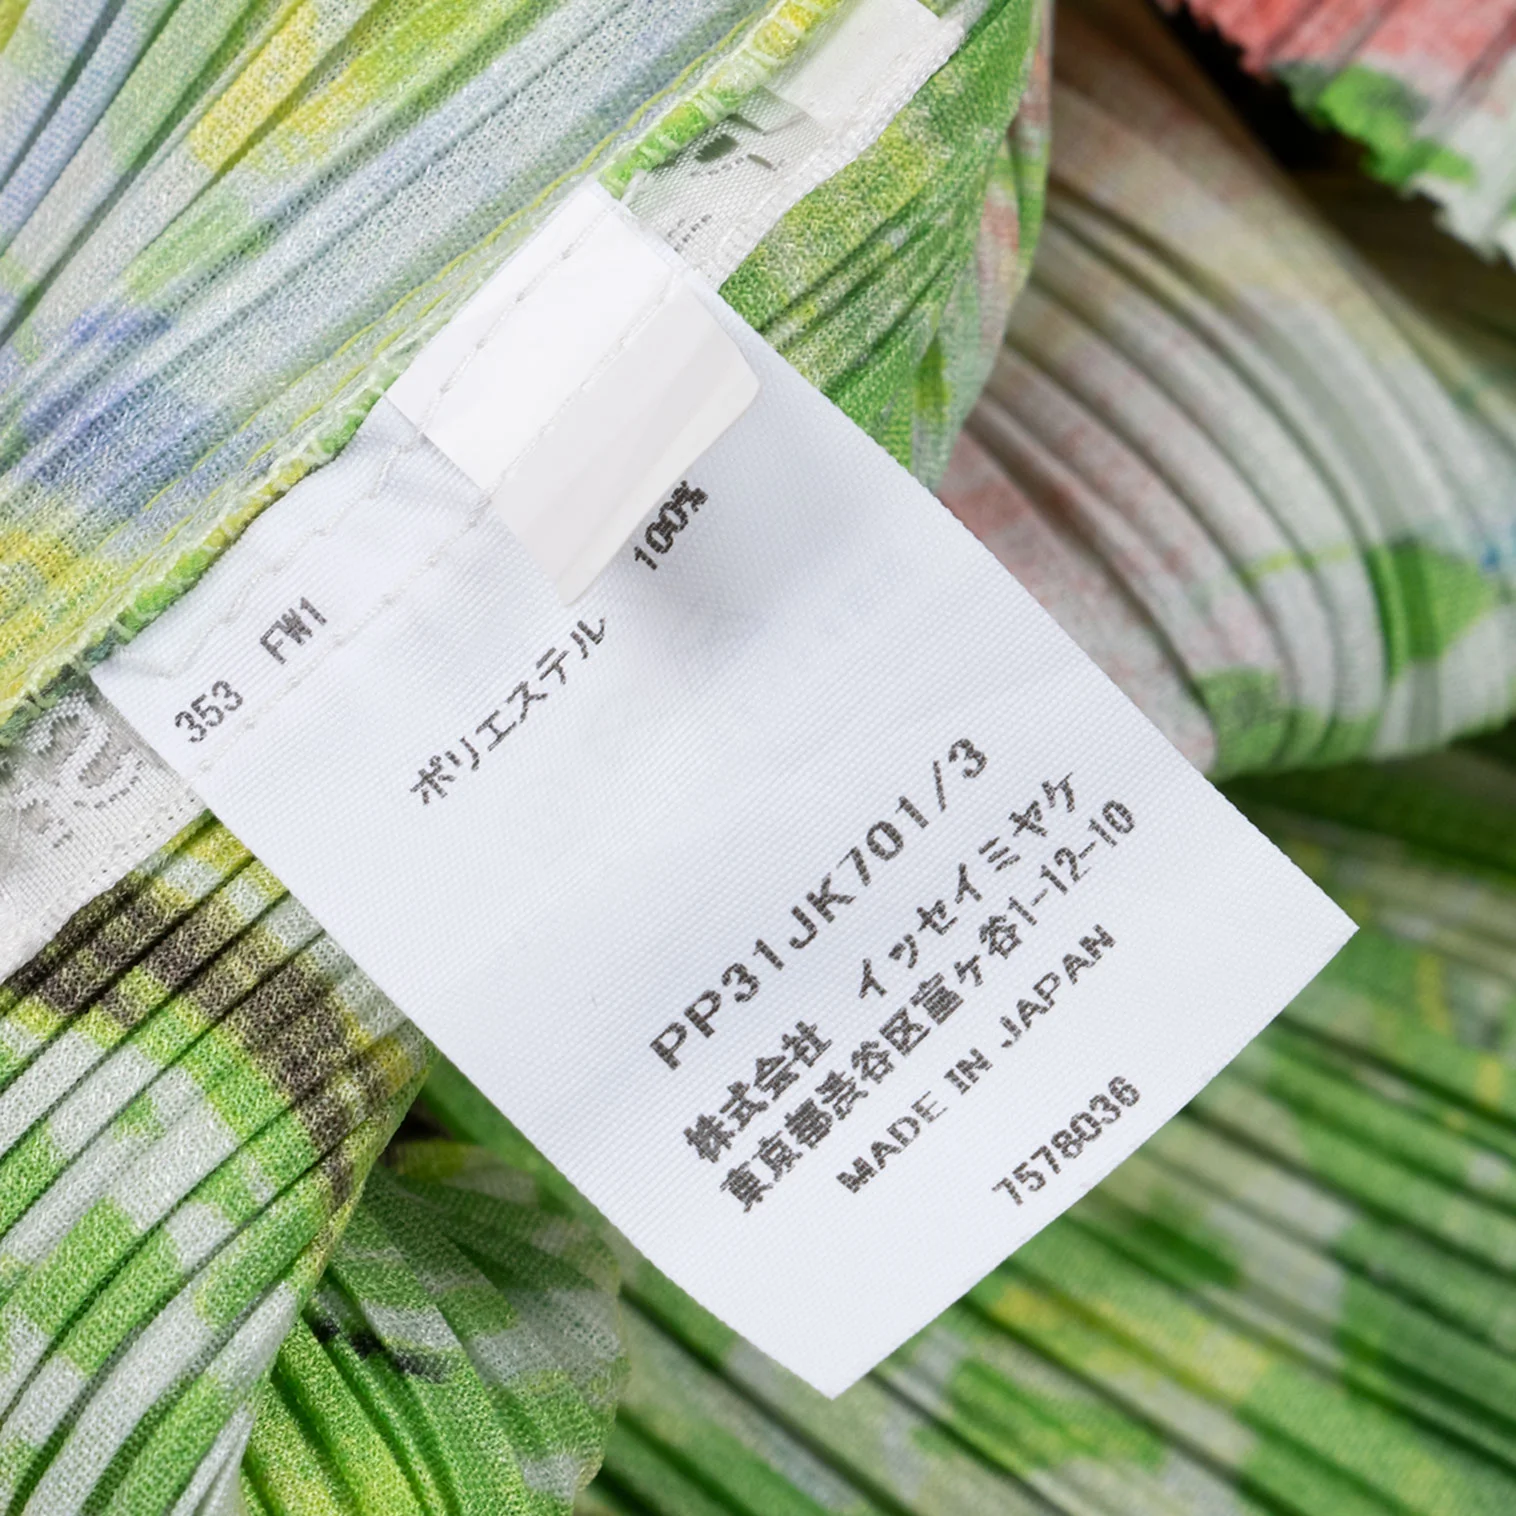 353 FW1
ポリエステル 100%
PP31JK701/3
株式会社 イッセイミヤケ
東京都渋谷区富ケ谷1-12-10
MADE IN JAPAN
7578036